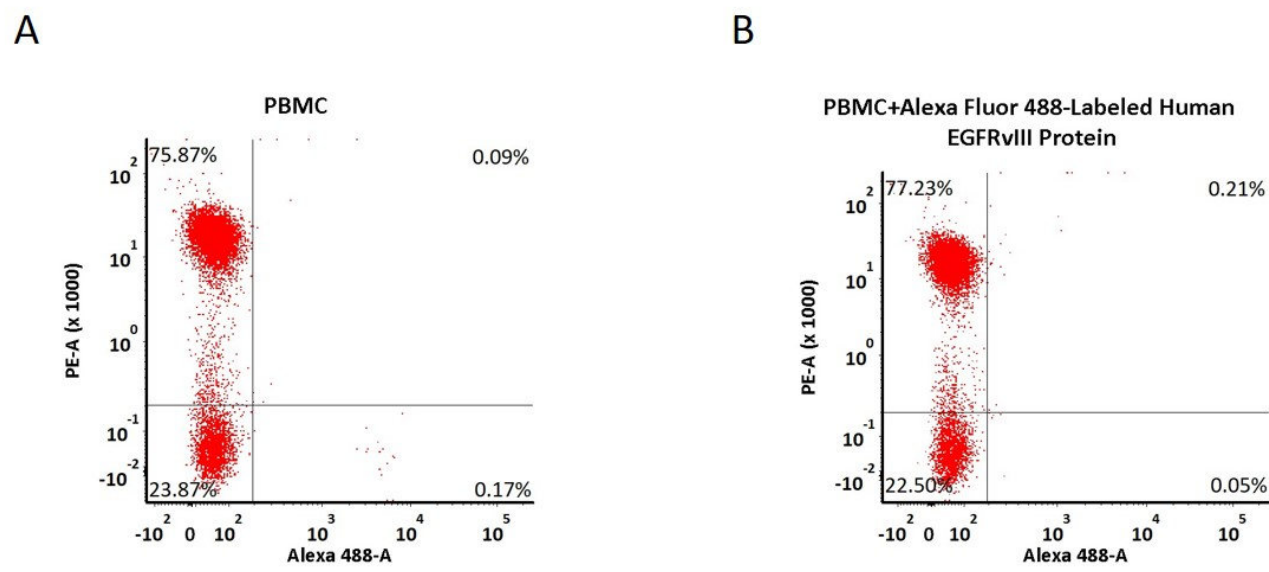 A
B
PBMC
75.87%
0.09%
10^2
10^1
10^0
10^-1
-10^-2
PE-A (x 1000)
23.87%
0.17%
-10^2 0 10^2 10^3 10^4 10^5
Alexa 488-A
PBMC+Alexa Fluor 488-Labeled Human
EGFRvIII Protein
77.23%
0.21%
10^2
10^1
10^0
10^-1
-10^-2
PE-A (x 1000)
22.50%
0.05%
-10^2 0 10^2 10^3 10^4 10^5
Alexa 488-A